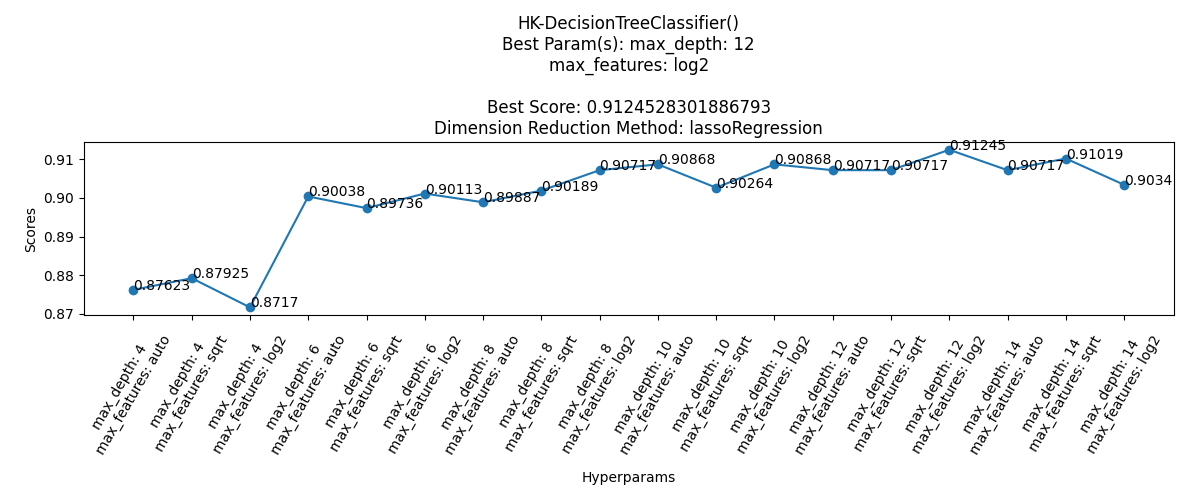 HK-DecisionTreeClassifier()
Best Param(s): max_depth: 12
max_features: log2
Best Score: 0.9124528301886793
Dimension Reduction Method: lassoRegression
Scores
0.91
0.90
0.89
0.88
0.87
0.87623
0.87925
0.8717
0.90038
0.89736
0.90113
0.89887
0.90189
0.90717
0.90868
0.90264
0.90868
0.90717
0.90717
0.91245
0.90717
0.91019
0.9034
max_depth: 4
max_features: auto
max_depth: 4
max_features: sqrt
max_depth: 4
max_features: log2
max_depth: 6
max_features: auto
max_depth: 6
max_features: sqrt
max_depth: 6
max_features: log2
max_depth: 8
max_features: auto
max_depth: 8
max_features: sqrt
max_depth: 8
max_features: log2
max_depth: 10
max_features: auto
max_depth: 10
max_features: sqrt
max_depth: 10
max_features: log2
max_depth: 12
max_features: auto
max_depth: 12
max_features: sqrt
max_depth: 12
max_features: log2
max_depth: 14
max_features: auto
max_depth: 14
max_features: sqrt
max_depth: 14
max_features: log2
Hyperparams